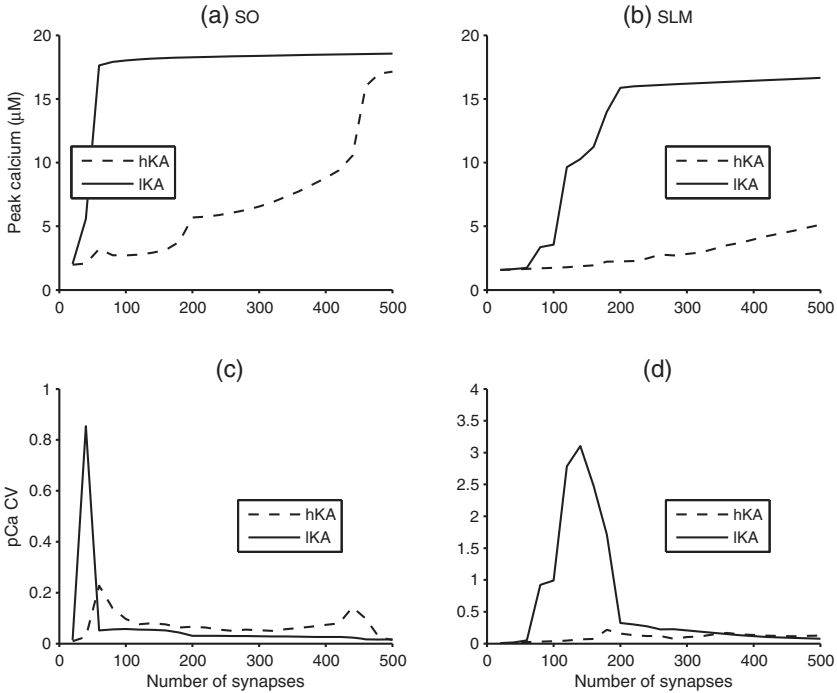 (a) SO
20
15
10
5
0
Peak calcium (μM)
hKA
lKA
0 100 200 300 400 500
(b) SLM
20
15
10
5
0
hKA
lKA
0 100 200 300 400 500
(c)
1
0.8
0.6
0.4
0.2
0
pCa CV
hKA
lKA
0 100 200 300 400 500
Number of synapses
(d)
4
3.5
3
2.5
2
1.5
1
0.5
0
hKA
lKA
0 100 200 300 400 500
Number of synapses